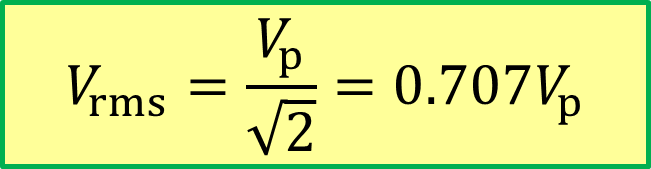 V_rms = V_p / √2 = 0.707V_p